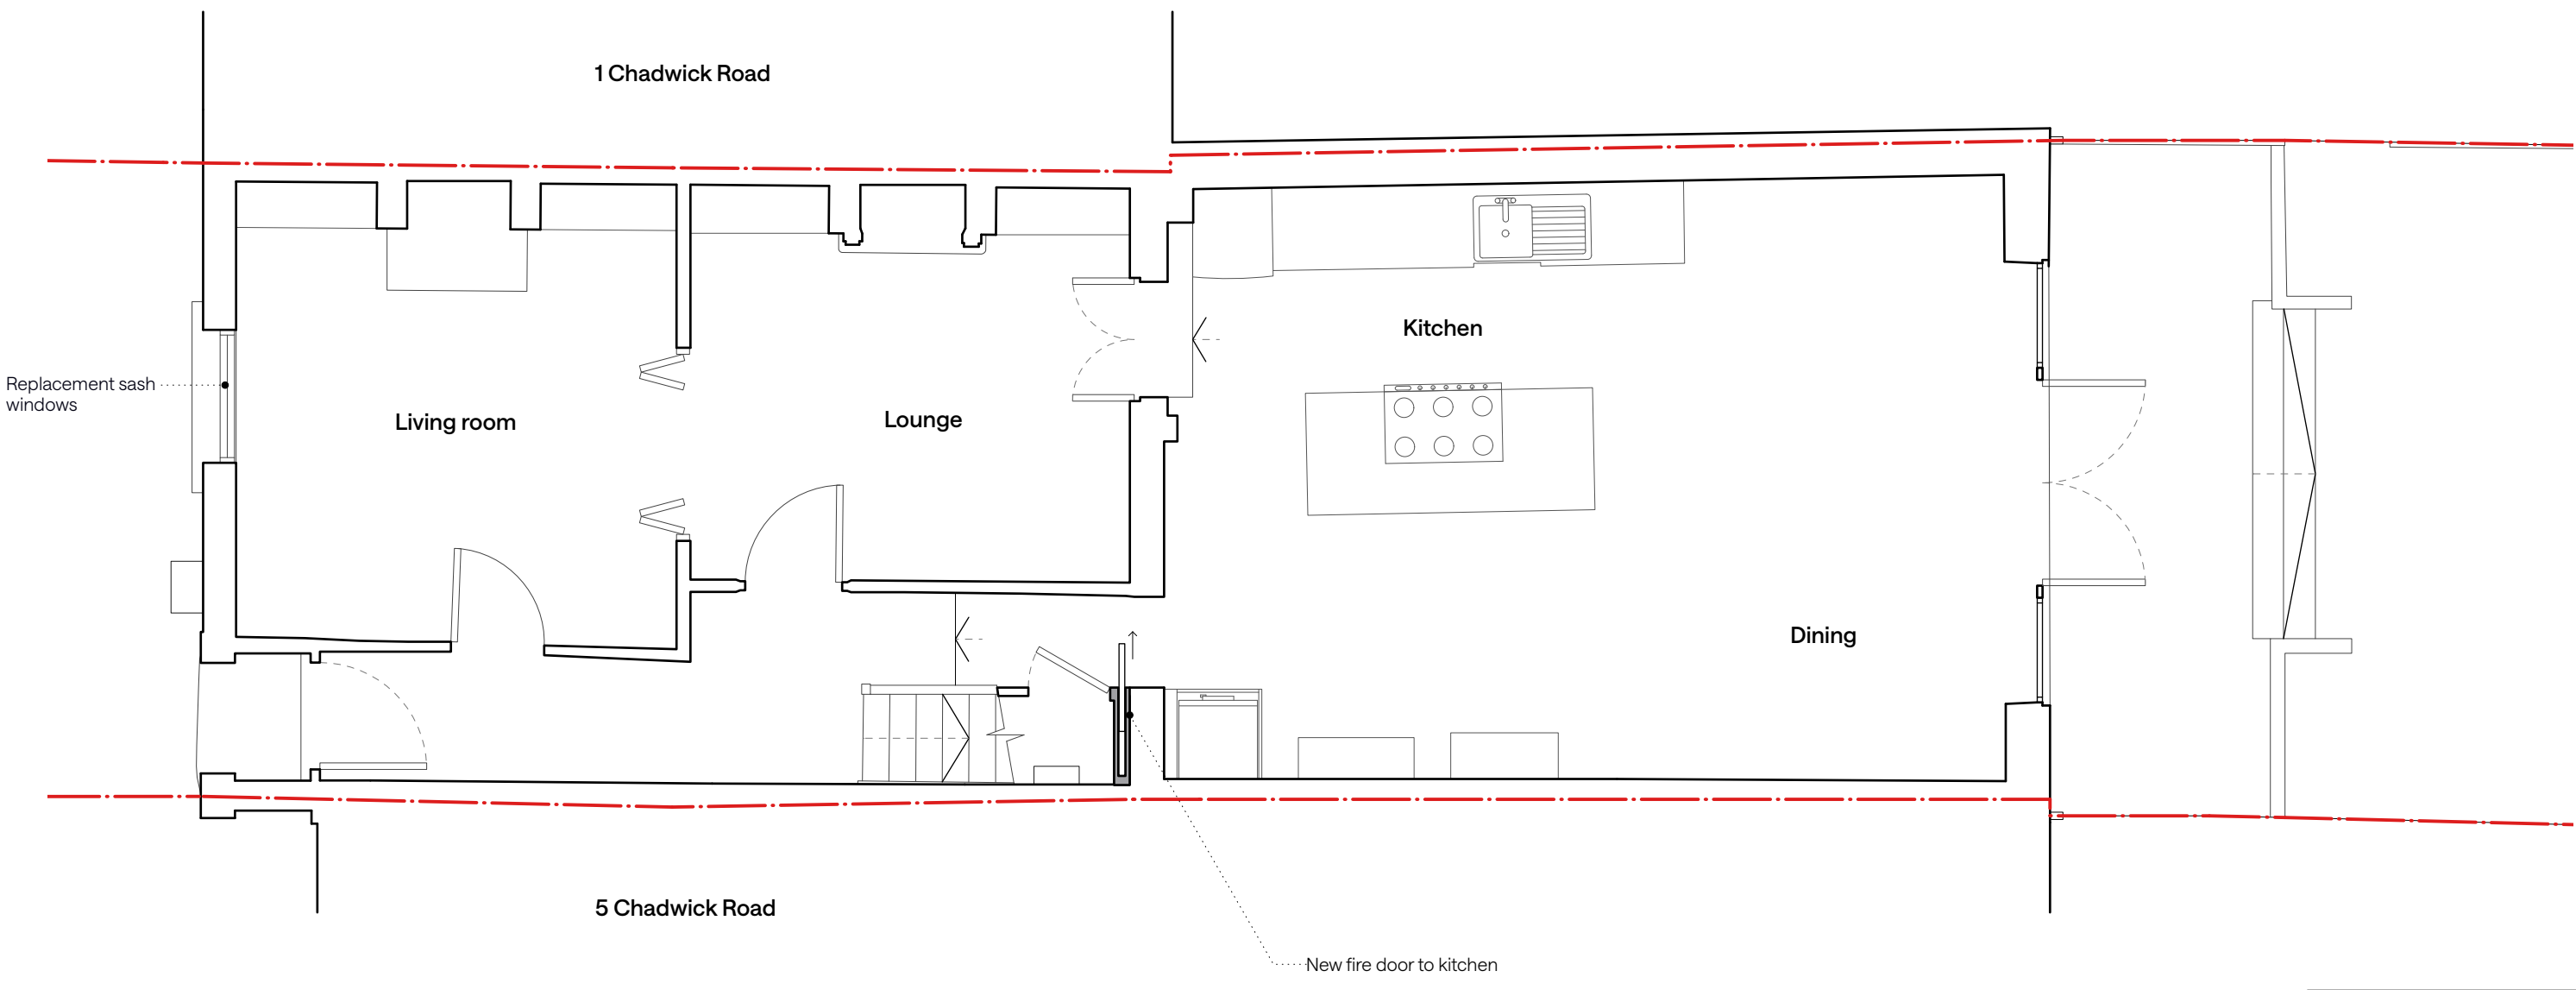 1 Chadwick Road
Replacement sash
windows
Living room
Lounge
Kitchen
Dining
5 Chadwick Road
New fire door to kitchen